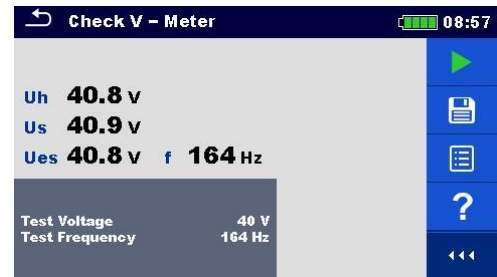 Check V – Meter 08:57
Uh 40.8 V
Us 40.9 V
Ues 40.8 V f 164 Hz
Test Voltage 40 V
Test Frequency 164 Hz
?